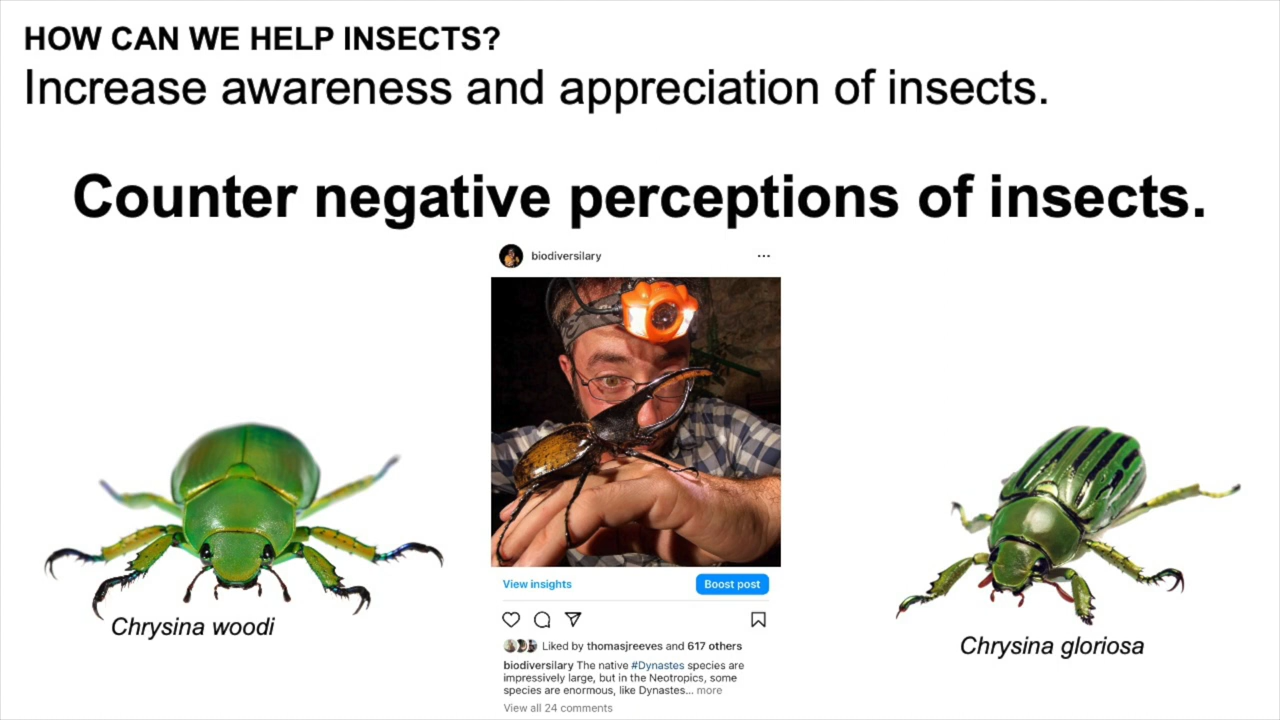 HOW CAN WE HELP INSECTS?
Increase awareness and appreciation of insects.
Counter negative perceptions of insects.
biodiversilary
View insights
Boost post
Liked by thomasjreeves and 617 others
biodiversilary The native #Dynastes species are
impressively large, but in the Neotropics, some
species are enormous, like Dynastes... more
View all 24 comments
Chrysina woodi
Chrysina gloriosa